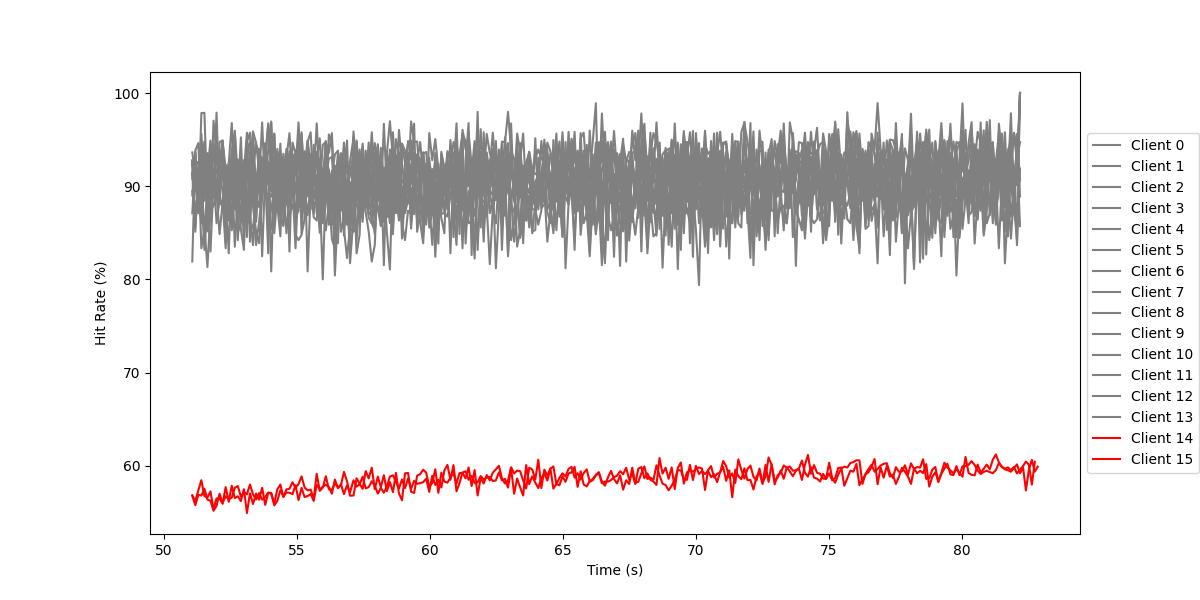 100
90
80
70
60
50
55
60
65
70
75
80
Hit Rate (%)
Time (s)
Client 0
Client 1
Client 2
Client 3
Client 4
Client 5
Client 6
Client 7
Client 8
Client 9
Client 10
Client 11
Client 12
Client 13
Client 14
Client 15